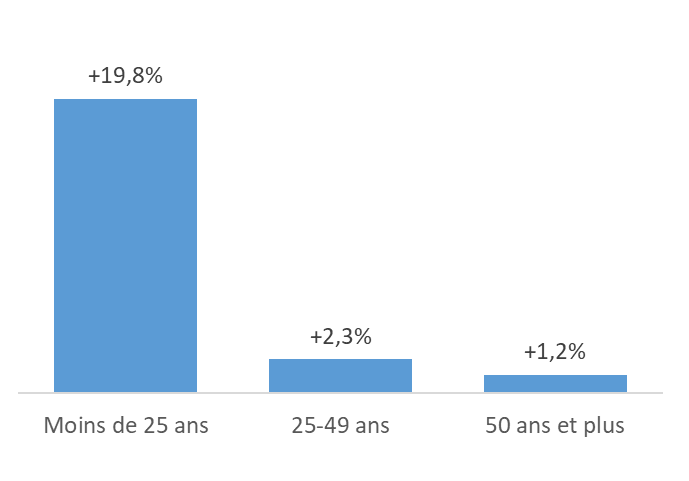 +19,8%
+2,3%
+1,2%
Moins de 25 ans
25-49 ans
50 ans et plus